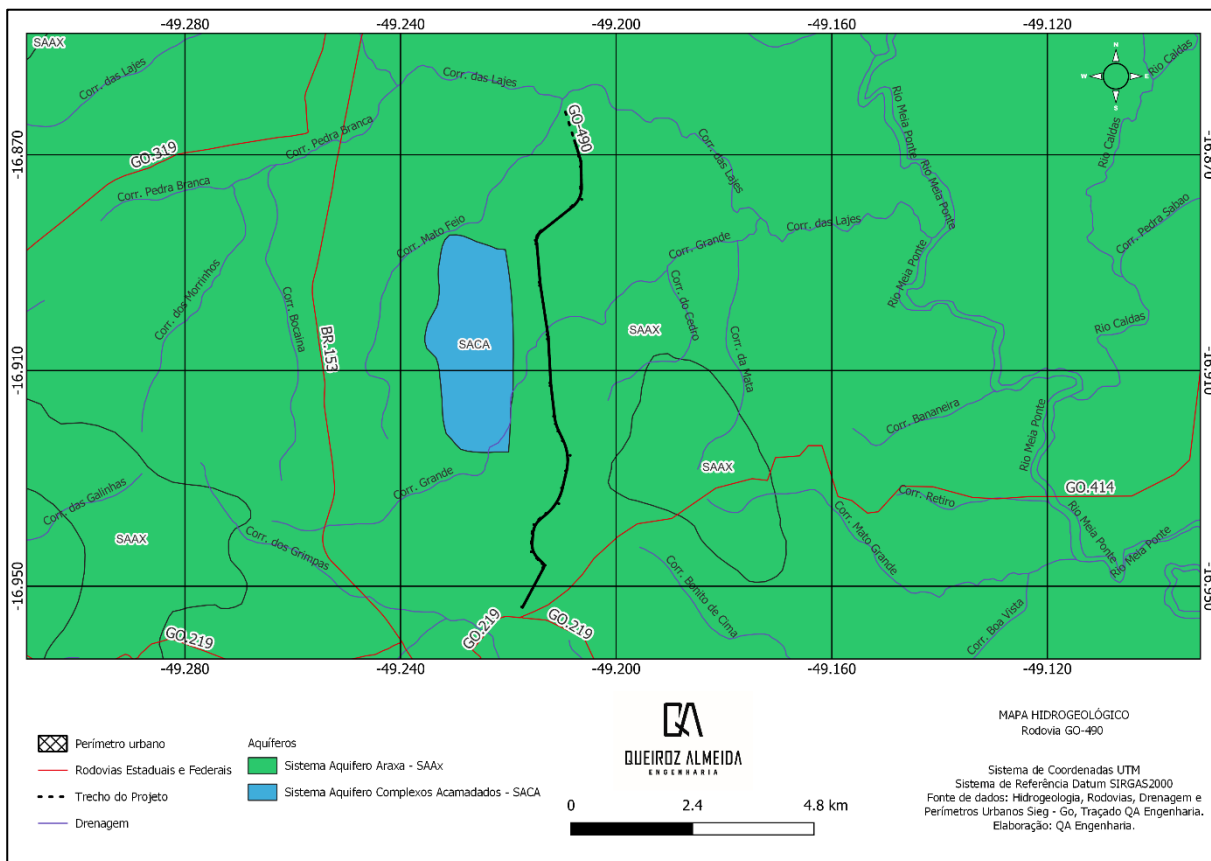 -49.280
-49.240
-49.200
-49.160
-49.120
SAAX
Corr. das Lajes
Corr. das Lajes
Rio Caldas
N
W
E
S
GO-490
Rio Meia Ponte
-16.870
GO.319
Corr. Pedra Branca
Corr. das Lajes
Rio Caldas
-16.870
Corr. Pedra Branca
Rio Meia Ponte
Corr. Mato Feio
Corr. Grande
Corr. das Lajes
Corr. Pedra Sabao
Corr. dos Morrinhos
Rio Meia Ponte
Corr. Bocaina
Corr. do Cedro
BR.153
SACA
SAAX
Corr. da Mata
Rio Caldas
-16.910
-16.910
Corr. Bananeira
Rio Meia Ponte
SAAX
Corr. Grande
Corr. das Galinhas
Corr. Retiro
GO.414
SAAX
Corr. dos Grimpas
Corr. Mato Grande
Rio Meia Ponte
Rio Meia Ponte
-16.950
-16.950
Corr. Bonito de Cima
Corr. Boa Vista
GO.219
GO.219
GO.219
-49.280
-49.240
-49.200
-49.160
-49.120
Perímetro urbano
Rodovias Estaduais e Federais
Trecho do Projeto
Drenagem
Aquíferos
Sistema Aquifero Araxa - SAAx
Sistema Aquifero Complexos Acamadados - SACA
QA
QUEIROZ ALMEIDA
ENGENHARIA
0
2.4
4.8 km
MAPA HIDROGEOLÓGICO
Rodovia GO-490
Sistema de Coordenadas UTM
Sistema de Referência Datum SIRGAS2000
Fonte de dados: Hidrogeologia, Rodovias, Drenagem e
Perímetros Urbanos Sieg - Go, Traçado QA Engenharia.
Elaboração: QA Engenharia.